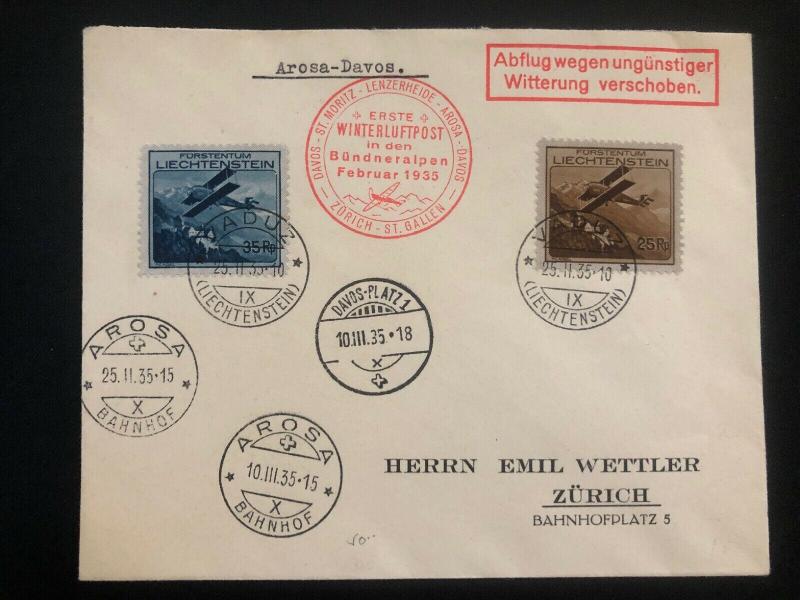 Arosa-Davos.
Abflug wegen ungünstiger
Witterung verschoben.
DAVOS - ST. MORITZ - LENZERHEIDE - AROSA - DAVOS
ERSTE
WINTERLUFTPOST
in den
Bündneralpen
Februar 1935
ZÜRICH - ST. GALLEN
FÜRSTENTUM
LIECHTENSTEIN
35 Rp
FÜRSTENTUM
LIECHTENSTEIN
25 Rp
VADUZ
25.II.35-10
IX
(LIECHTENSTEIN)
VADUZ
25.II.35-10
IX
(LIECHTENSTEIN)
DAVOS-PLATZ 1
10.III.35.-18
X
AROSA
25.II.35-15
X
BAHNHOF
AROSA
10.III.35-15
X
BAHNHOF
HERRN EMIL WETTLER
ZÜRICH
BAHNHOFPLATZ 5